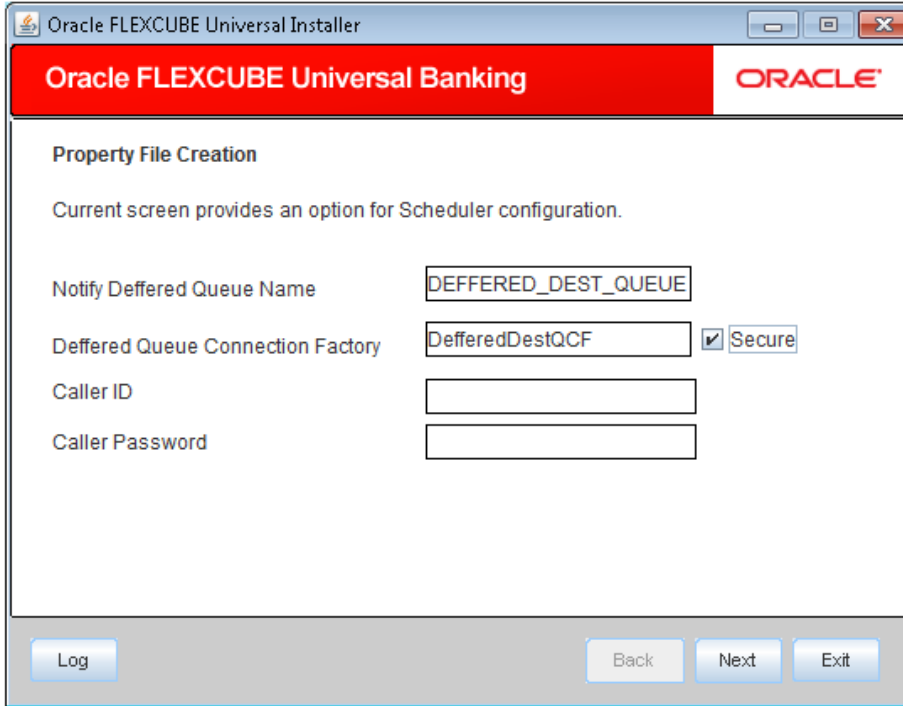 Oracle FLEXCUBE Universal Installer
Oracle FLEXCUBE Universal Banking
ORACLE
Property File Creation
Current screen provides an option for Scheduler configuration.
Notify Deffered Queue Name DEFFERED_DEST_QUEUE
Deffered Queue Connection Factory DefferedDestQCF Secure
Caller ID
Caller Password
Log Back Next Exit